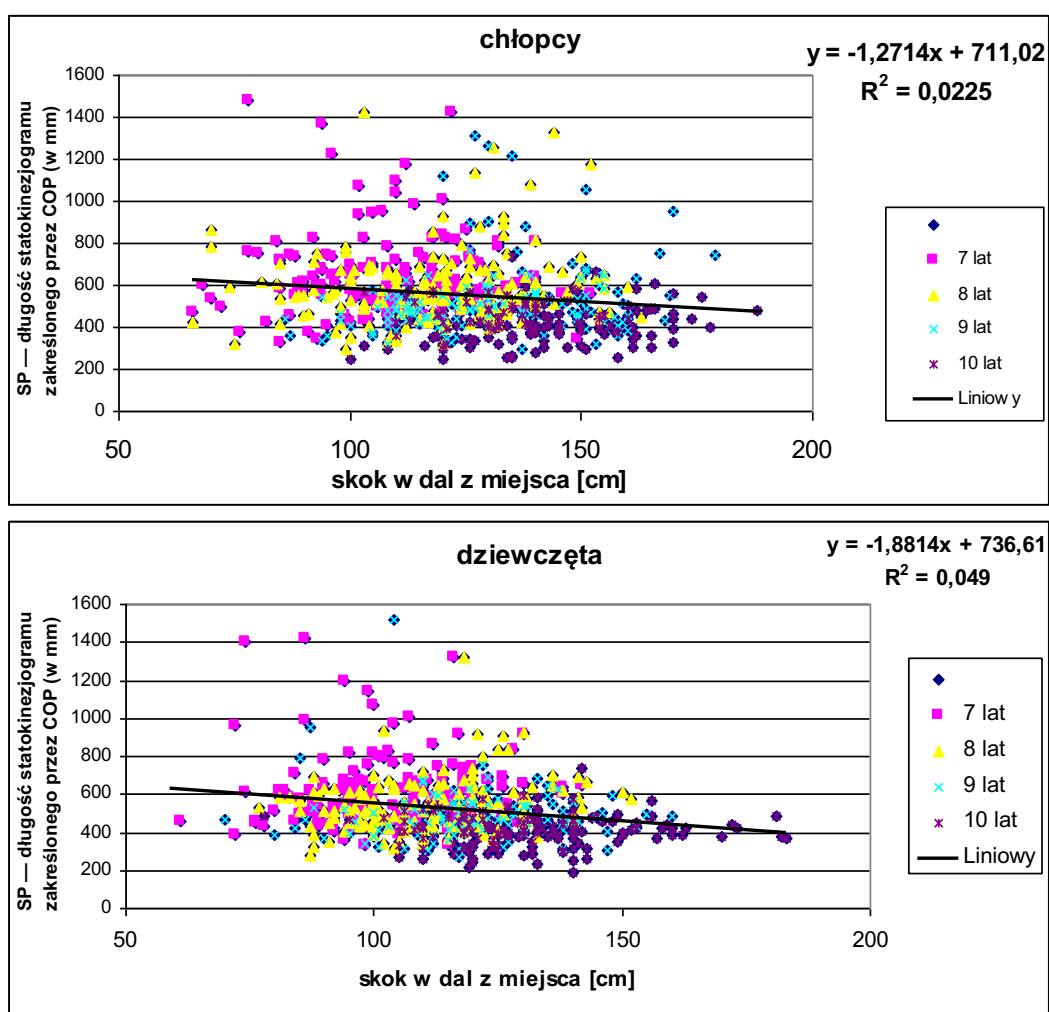 chłopcy
y = -1,2714x + 711,02
R² = 0,0225
SP — długość statokinezjogramu
zakreślonego przez COP (w mm)
1600
1400
1200
1000
800
600
400
200
0
50
100
150
200
skok w dal z miejsca [cm]
7 lat
8 lat
9 lat
10 lat
Liniow y
dziewczęta
y = -1,8814x + 736,61
R² = 0,049
SP — długość statokinezjogramu
zakreślonego przez COP (w mm)
1600
1400
1200
1000
800
600
400
200
0
50
100
150
200
skok w dal z miejsca [cm]
7 lat
8 lat
9 lat
10 lat
Liniowy